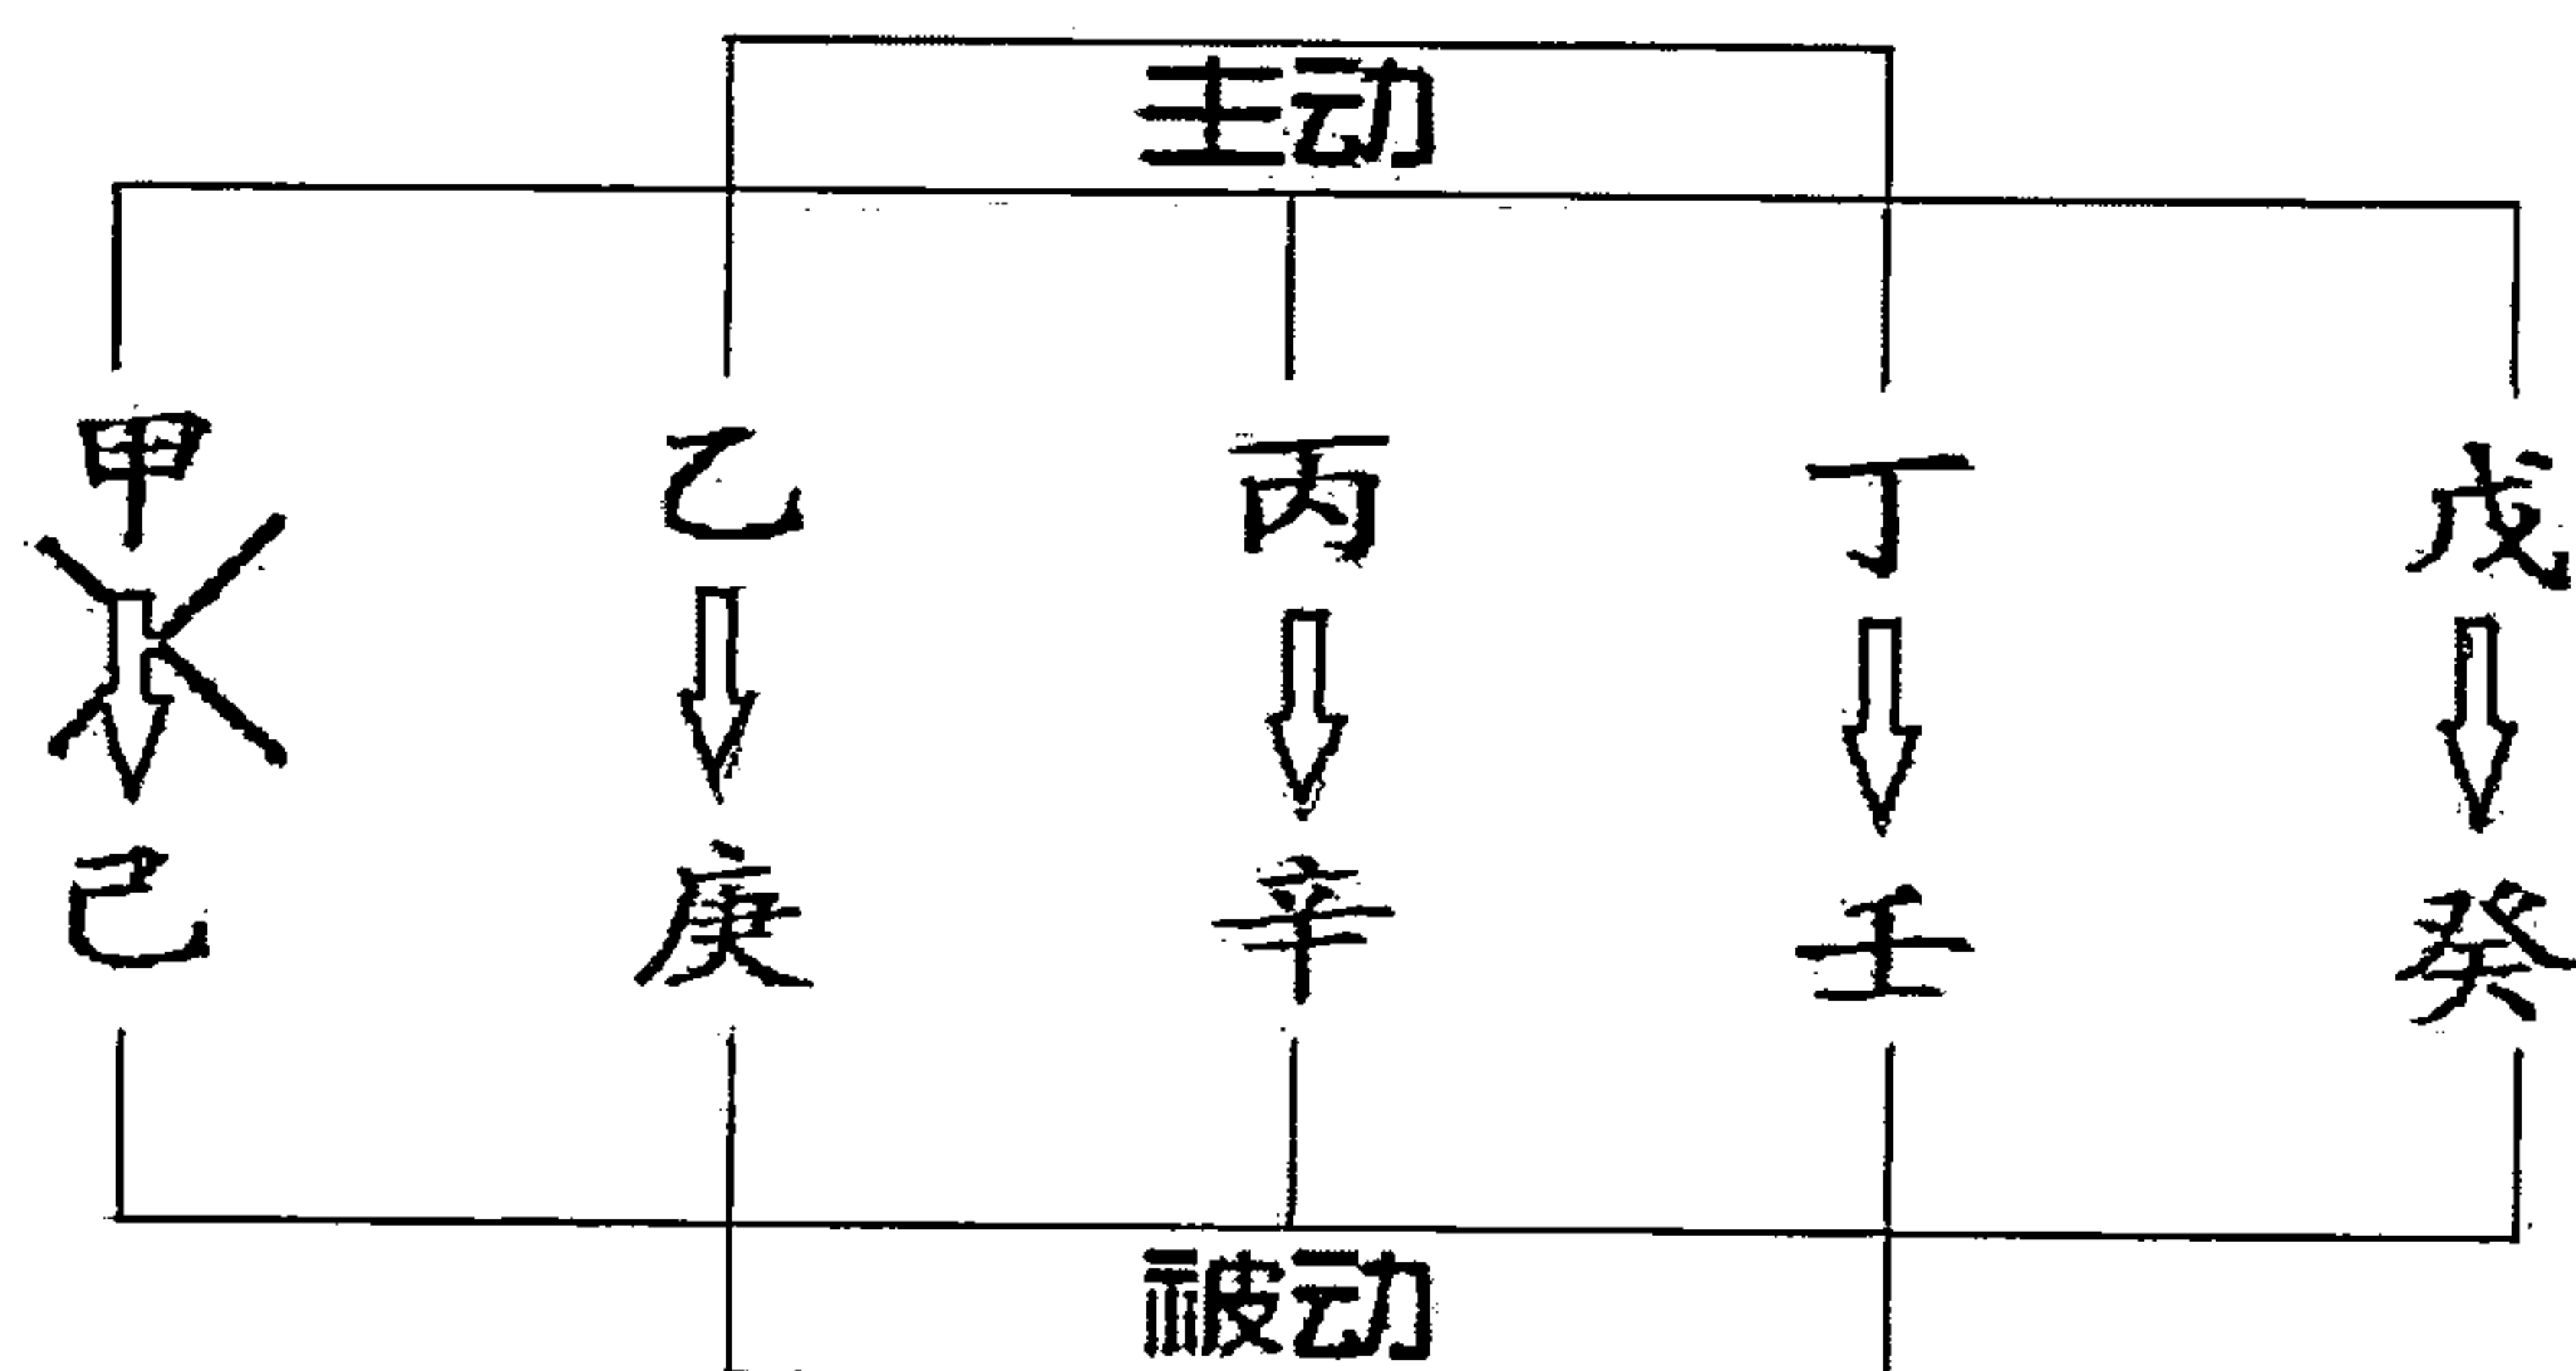 主动
甲 乙 丙 丁 戊
己 庚 辛 壬 癸
被动